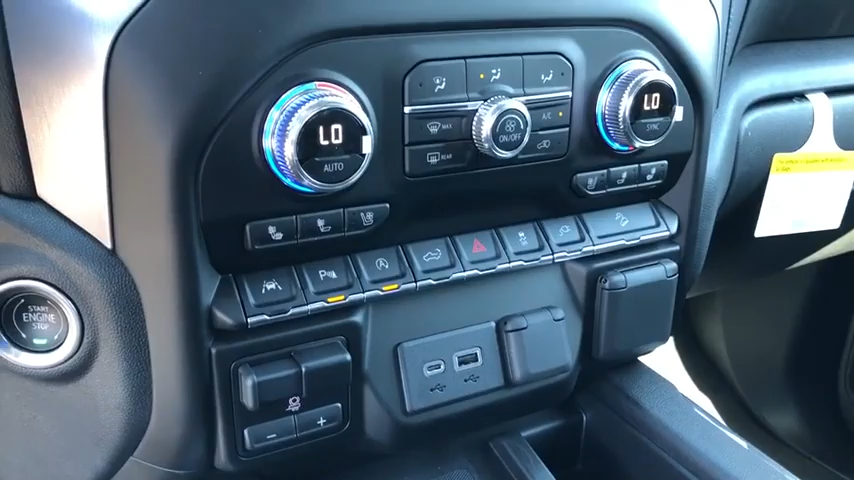 LO
AUTO
MAX
REAR
ON/OFF
A/C
LO
SYNC
START
ENGINE
STOP
P
A
- +